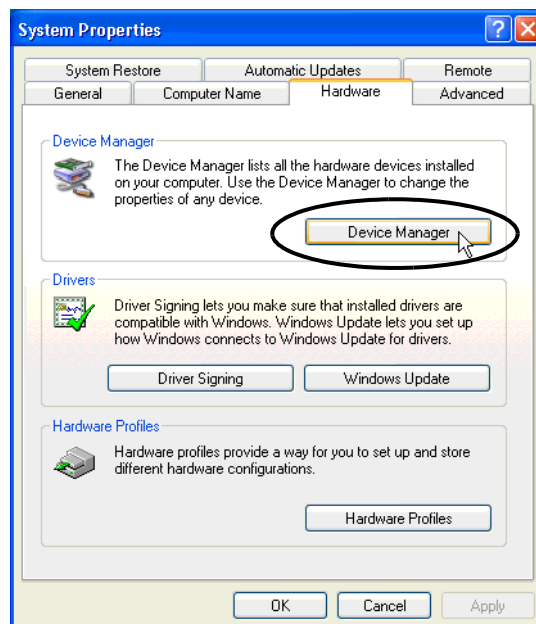 System Properties
System Restore
Automatic Updates
Remote
General
Computer Name
Hardware
Advanced
Device Manager
The Device Manager lists all the hardware devices installed
on your computer. Use the Device Manager to change the
properties of any device.
Device Manager
Drivers
Driver Signing lets you make sure that installed drivers are
compatible with Windows. Windows Update lets you set up
how Windows connects to Windows Update for drivers.
Driver Signing
Windows Update
Hardware Profiles
Hardware profiles provide a way for you to set up and store
different hardware configurations.
Hardware Profiles
OK
Cancel
Apply